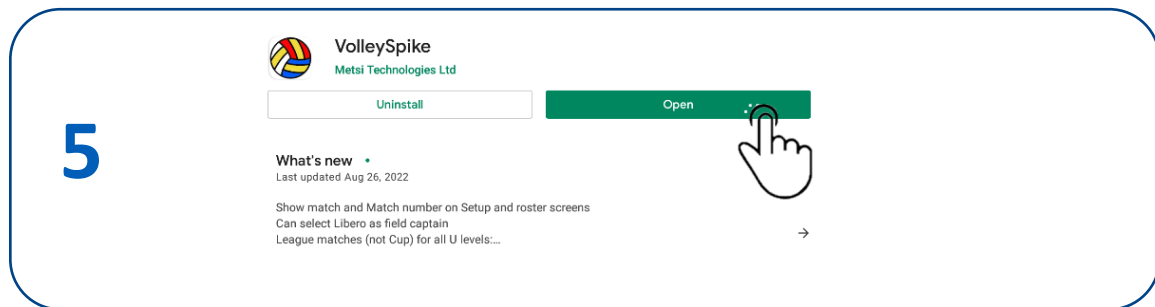 5
VolleySpike
Metsi Technologies Ltd
Uninstall
Open
What's new
Last updated Aug 26, 2022
Show match and Match number on Setup and roster screens
Can select Libero as field captain
League matches (not Cup) for all U levels:...